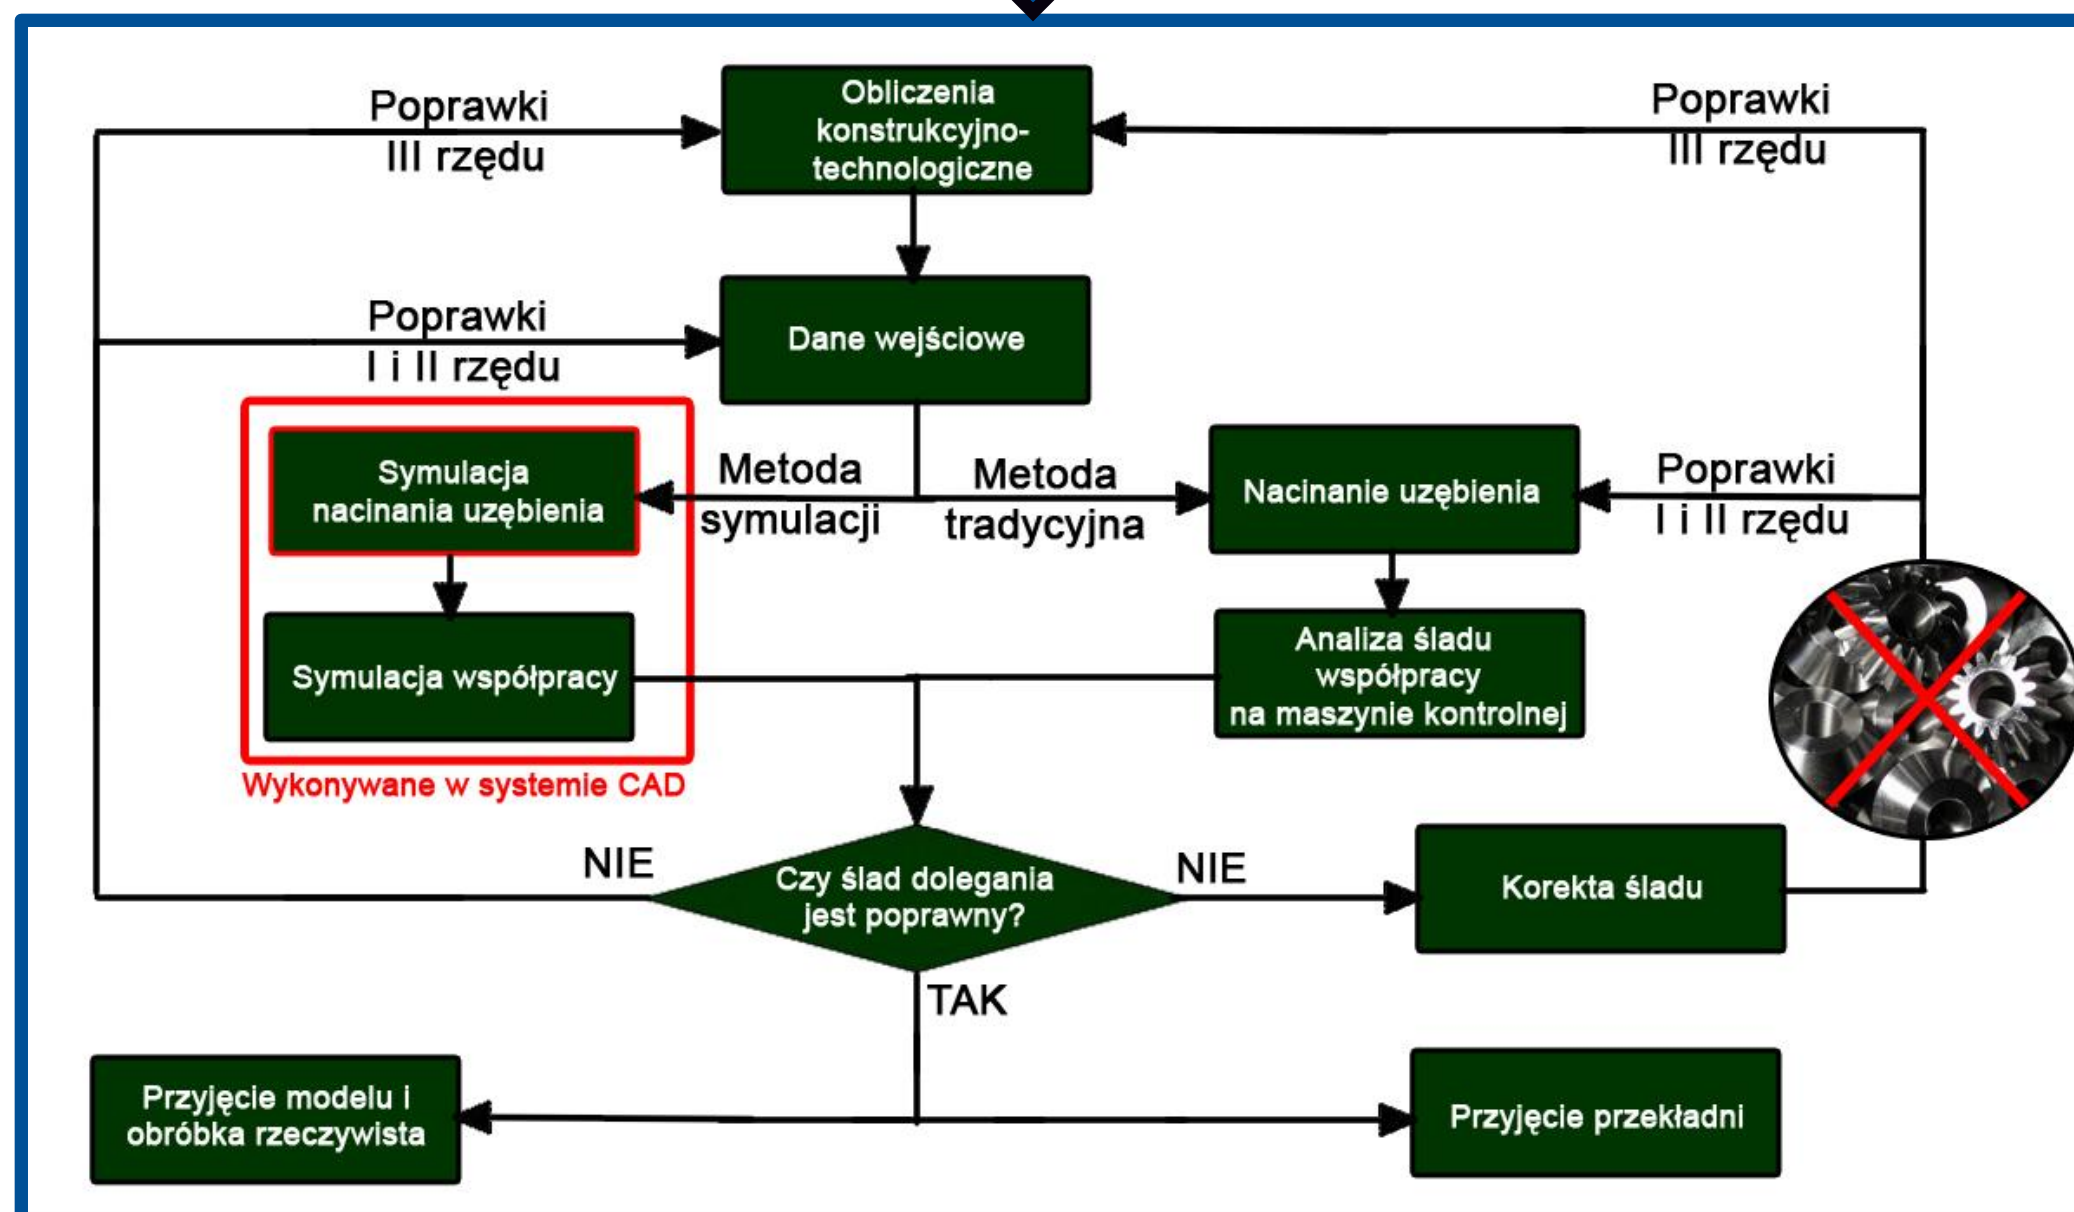 Poprawki
III rzędu
Obliczenia
konstrukcyjno-
technologiczne
Poprawki
III rzędu
Poprawki
I i II rzędu
Dane wejściowe
Symulacja
nacinania uzębienia
Metoda
symulacji
Metoda
tradycyjna
Nacinanie uzębienia
Poprawki
I i II rzędu
Symulacja współpracy
Analiza śladu
współpracy
na maszynie kontrolnej
Wykonywane w systemie CAD
NIE
Czy ślad dolegania
jest poprawny?
NIE
Korekta śladu
TAK
Przyjęcie modelu i
obróbka rzeczywista
Przyjęcie przekładni